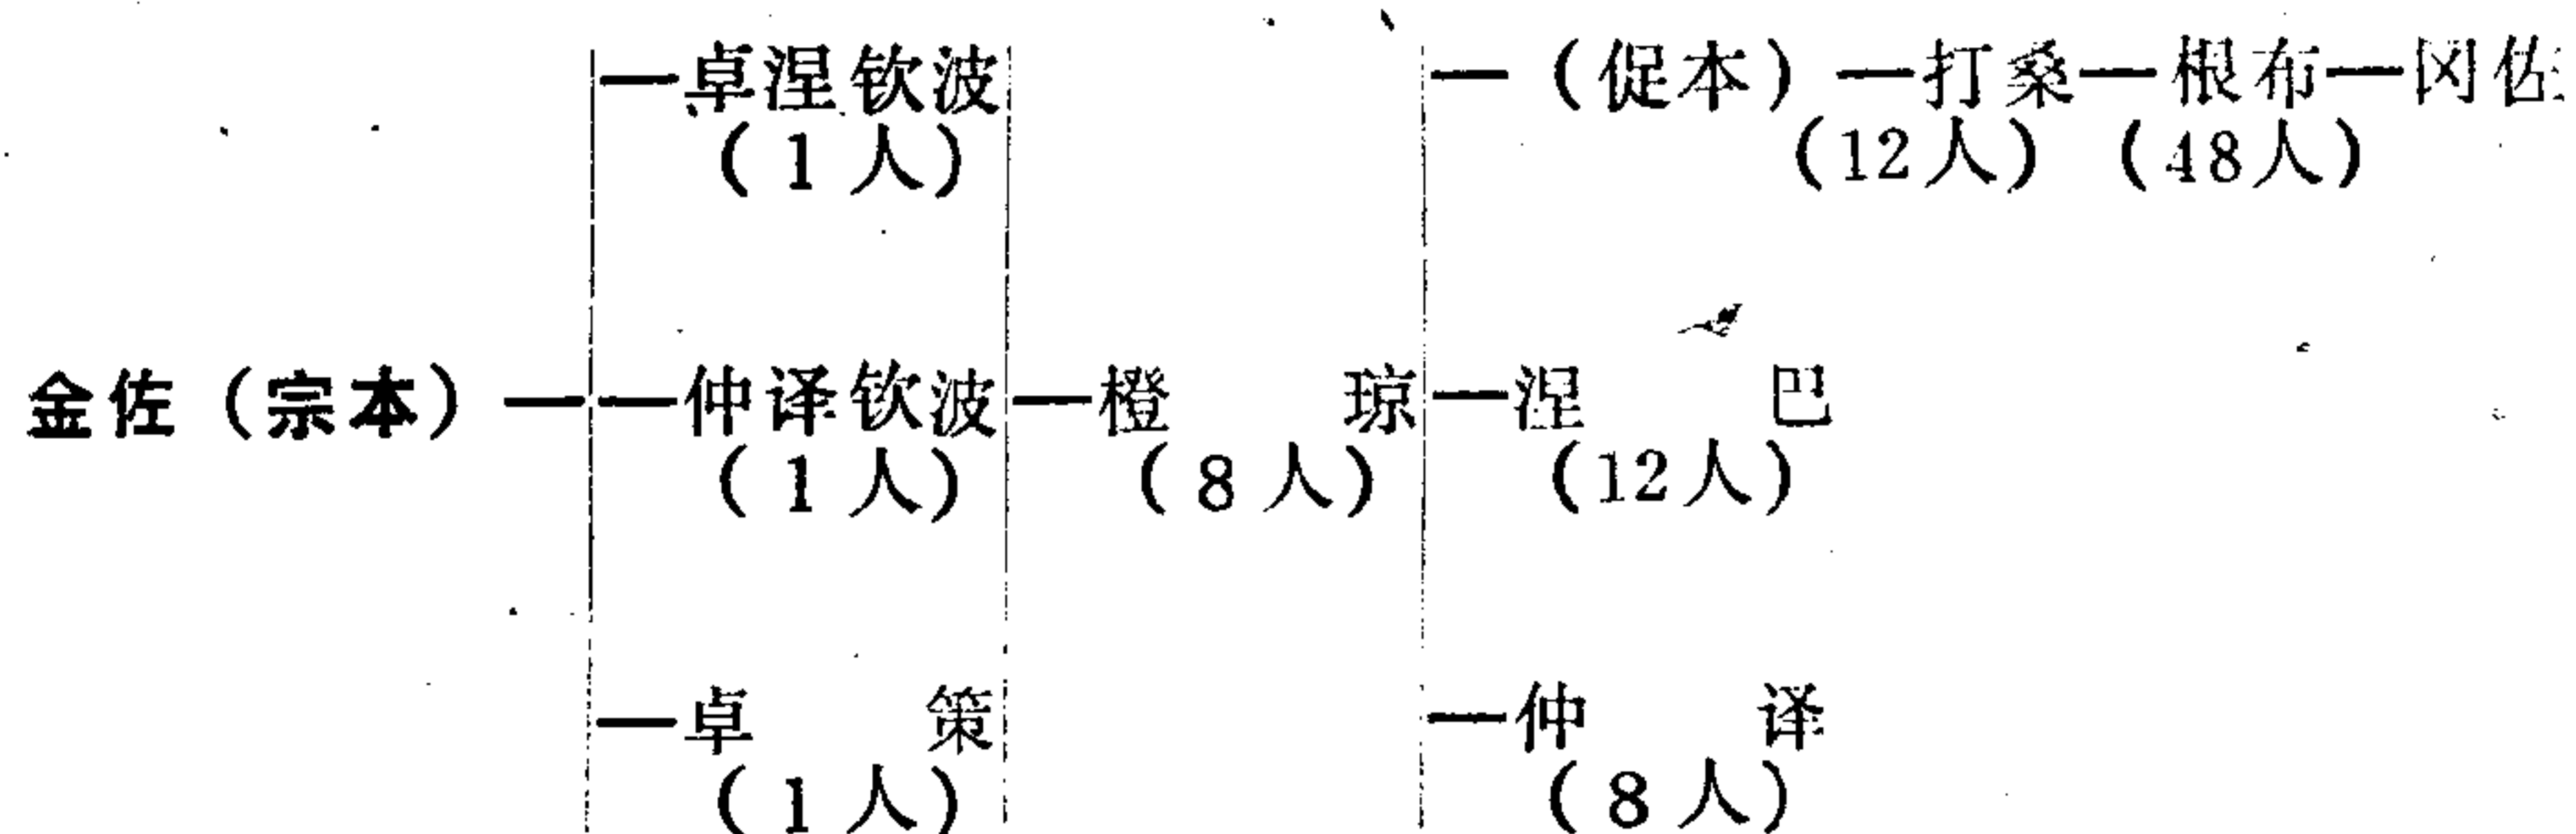 —卓涅钦波 —(促本)—打桑—根布—冈佐
(1人) (12人) (48人)
金佐(宗本)——仲译钦波—橙 琼—涅 巴
(1人) (8人) (12人)
—卓 策 —仲 译
(1人) (8人)